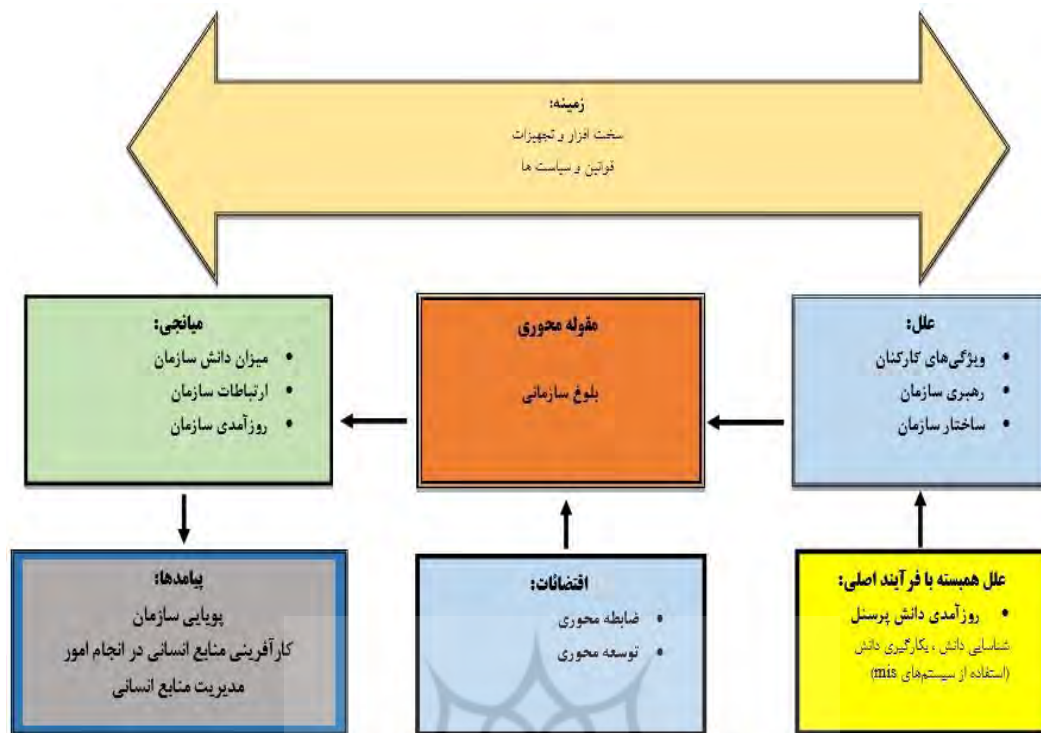 زمینه:
سخت افزار و تجهیزات
قوانین و سیاست ها
علل:
• ویژگی‌های کارکنان
• رهبری سازمان
• ساختار سازمان
مقوله محوری
بلوغ سازمانی
میانجی:
• میزان دانش سازمان
• ارتباطات سازمان
• روزآمدی سازمان
علل همبسته با فرآیند اصلی:
• روزآمدی دانش پرسنل
شناسایی دانش ، بکارگیری دانش
(استفاده از سیستم‌های mis)
اقتضائات:
• ضابطه محوری
• توسعه محوری
پیامدها:
پویایی سازمان
کارآفرینی منابع انسانی در انجام امور
مدیریت منابع انسانی